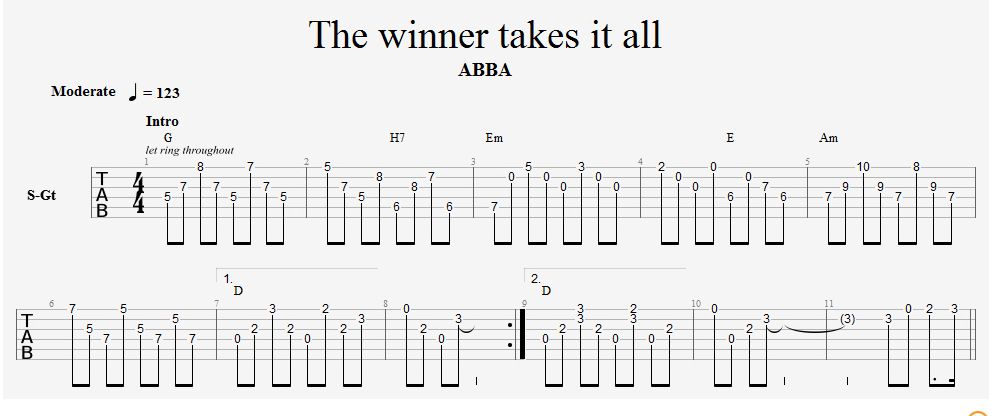 The winner takes it all
ABBA
Moderate ♩ = 123
Intro
G H7 Em E Am
let ring throughout
1 2 3 4 5
8 7 5 5 3 2 0 10 8
T 4 8 7 0 0 0 0 0
7 7 7 7 8 0 0 0 7 9 9 9
S-Gt A 4 5 5 5 5 6 6 7 7 7
B 6 6 7
1. 2.
D D
6 7 8 9 10 11
7 5 3 2 0 3 2 0 0 2 3
T 5 3 3 3 3 3 (3) 3
5 5 2 2 2 2 2 2 2 2
A 7 7 7 0 0 0 0 0 0 0
B